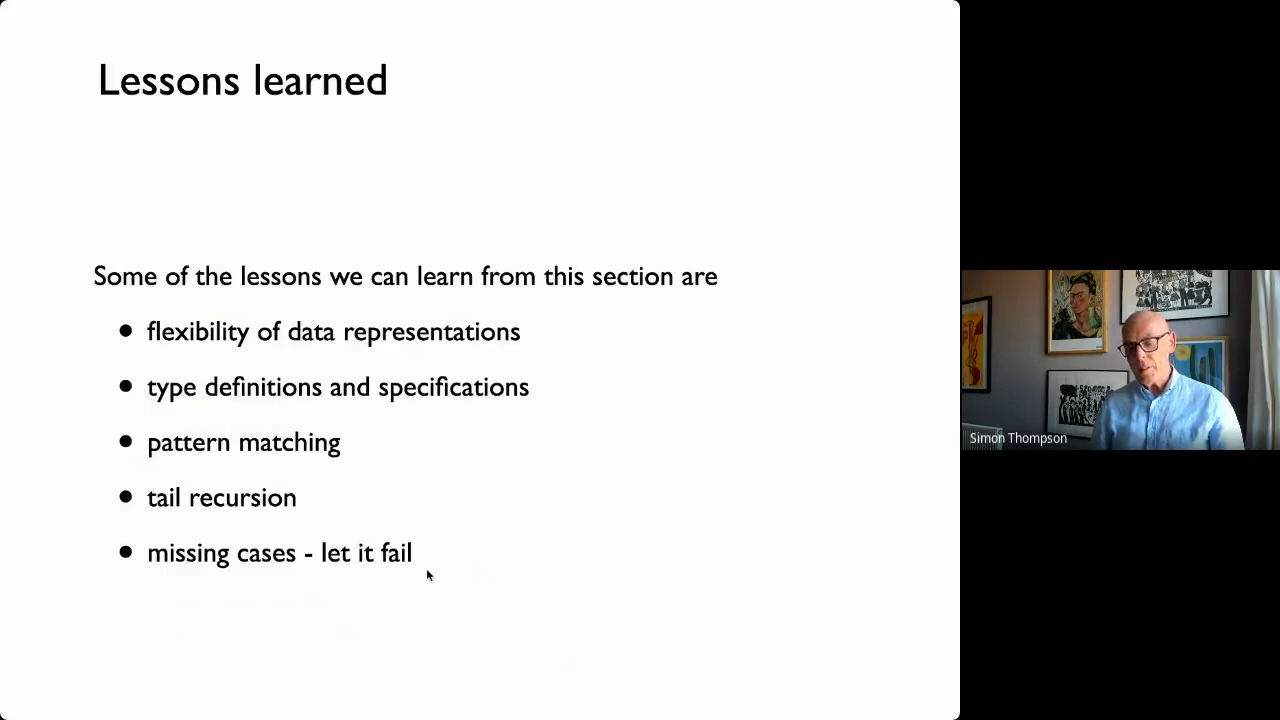 Lessons learned
Some of the lessons we can learn from this section are
• flexibility of data representations
• type definitions and specifications
• pattern matching
• tail recursion
• missing cases - let it fail
Simon Thompson